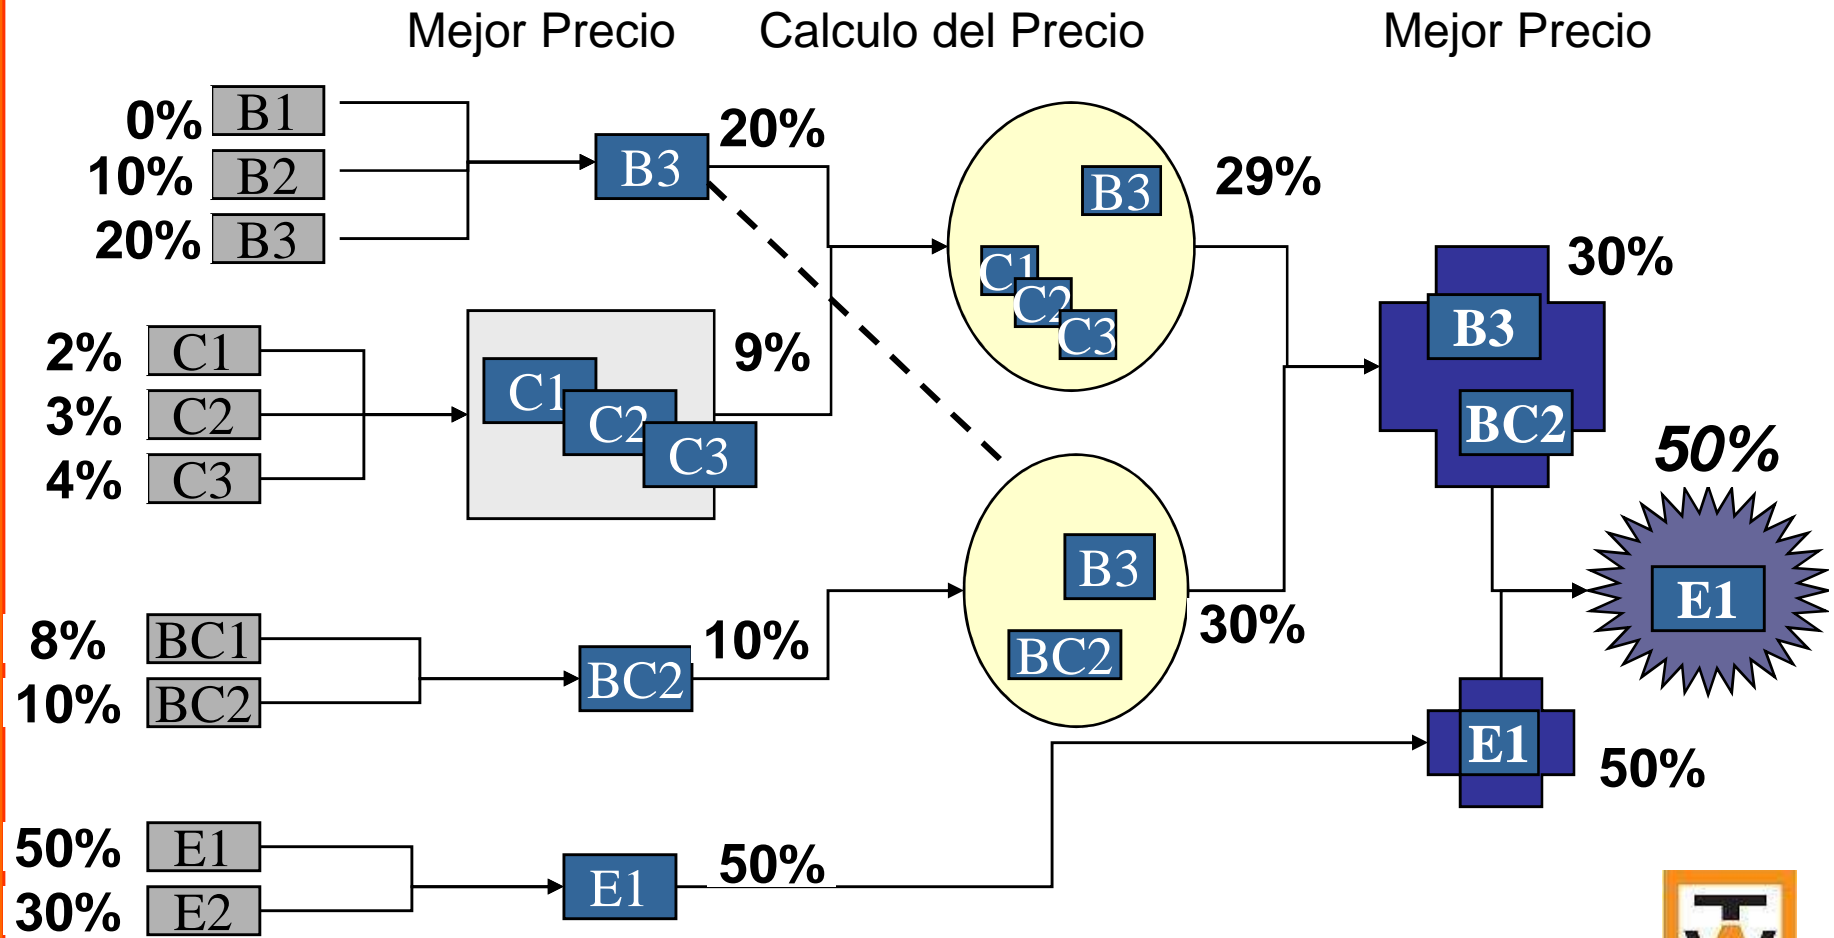 Mejor Precio Calculo del Precio Mejor Precio
0% B1
10% B2
20% B3
B3 20%
B3
C1
C2
C3
29%
2% C1
3% C2
4% C3
C1
C2
C3
9%
30%
B3
BC2
50%
E1
8% BC1
10% BC2
BC2 10%
B3
BC2
30%
E1
50%
50% E1
30% E2
E1 50%